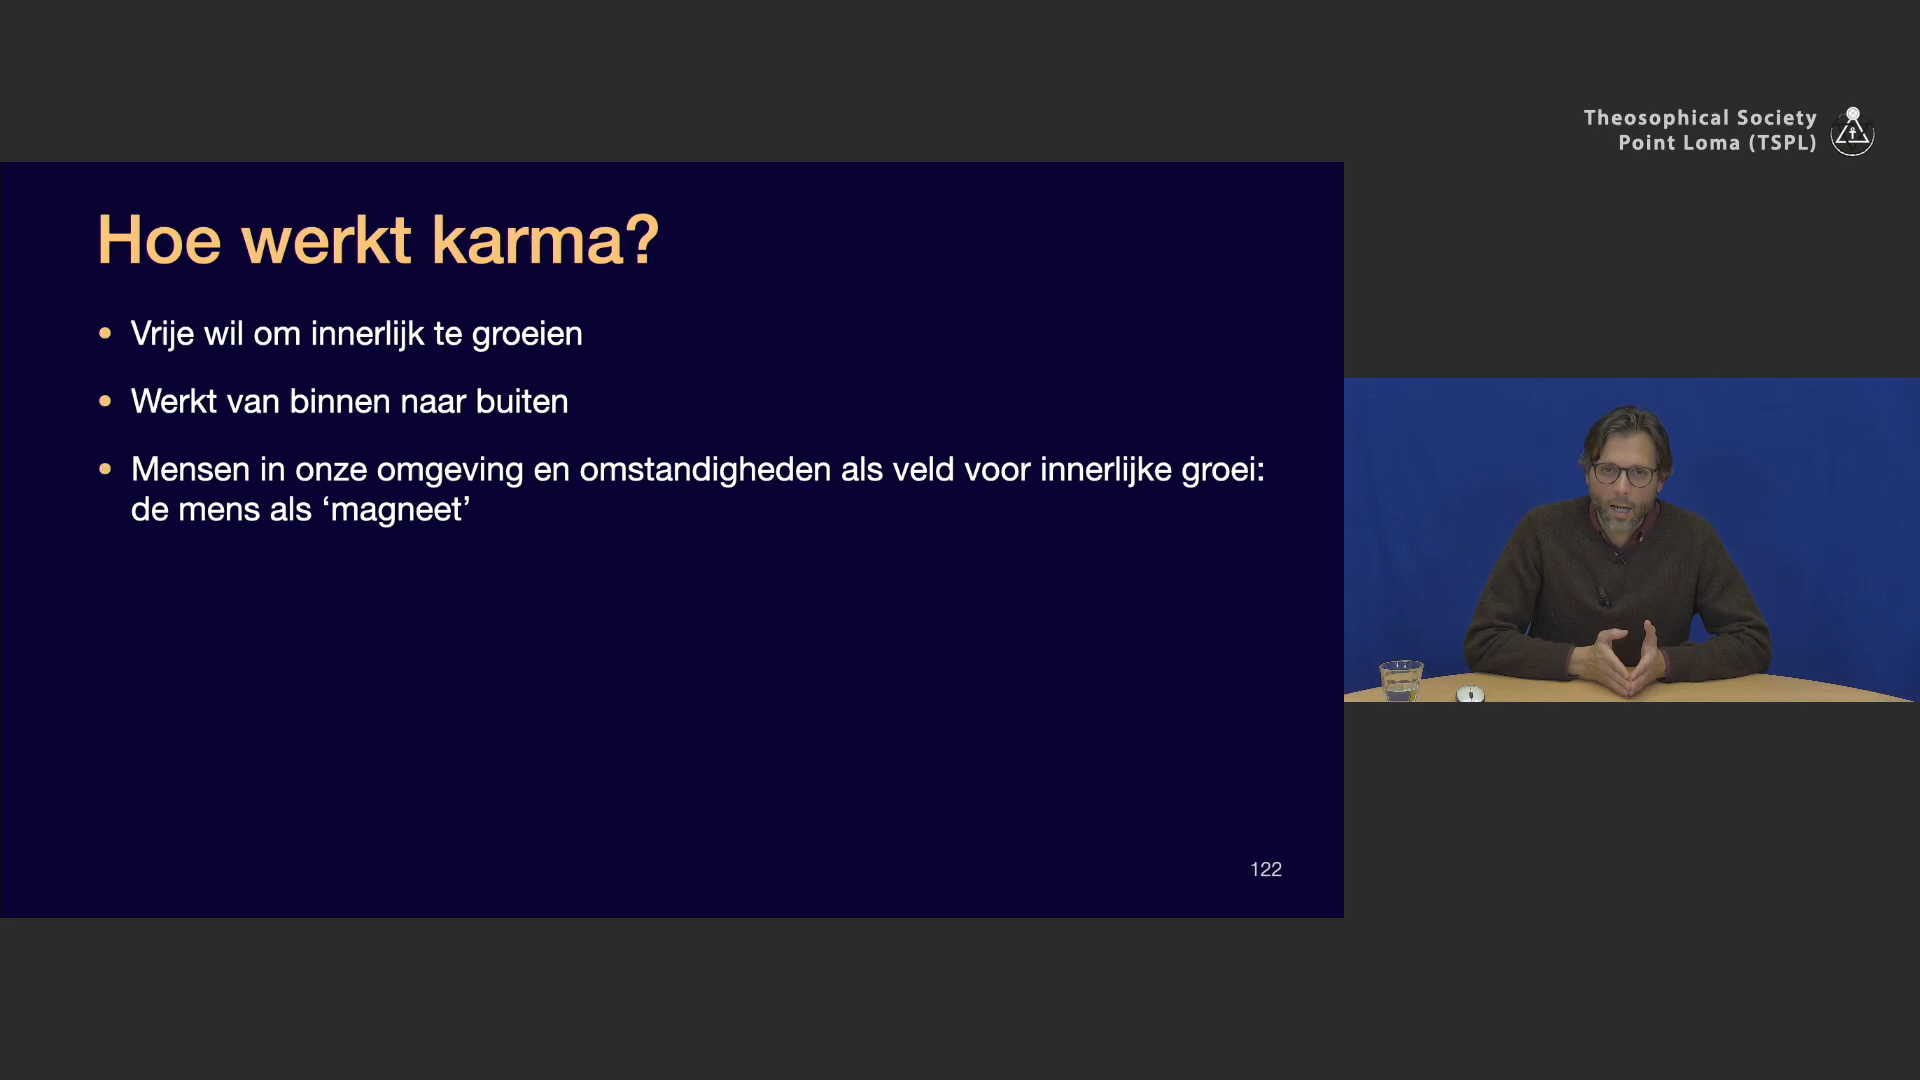 Theosophical Society
Point Loma (TSPL)
Hoe werkt karma?
• Vrije wil om innerlijk te groeien
• Werkt van binnen naar buiten
• Mensen in onze omgeving en omstandigheden als veld voor innerlijke groei:
de mens als ‘magneet’
122